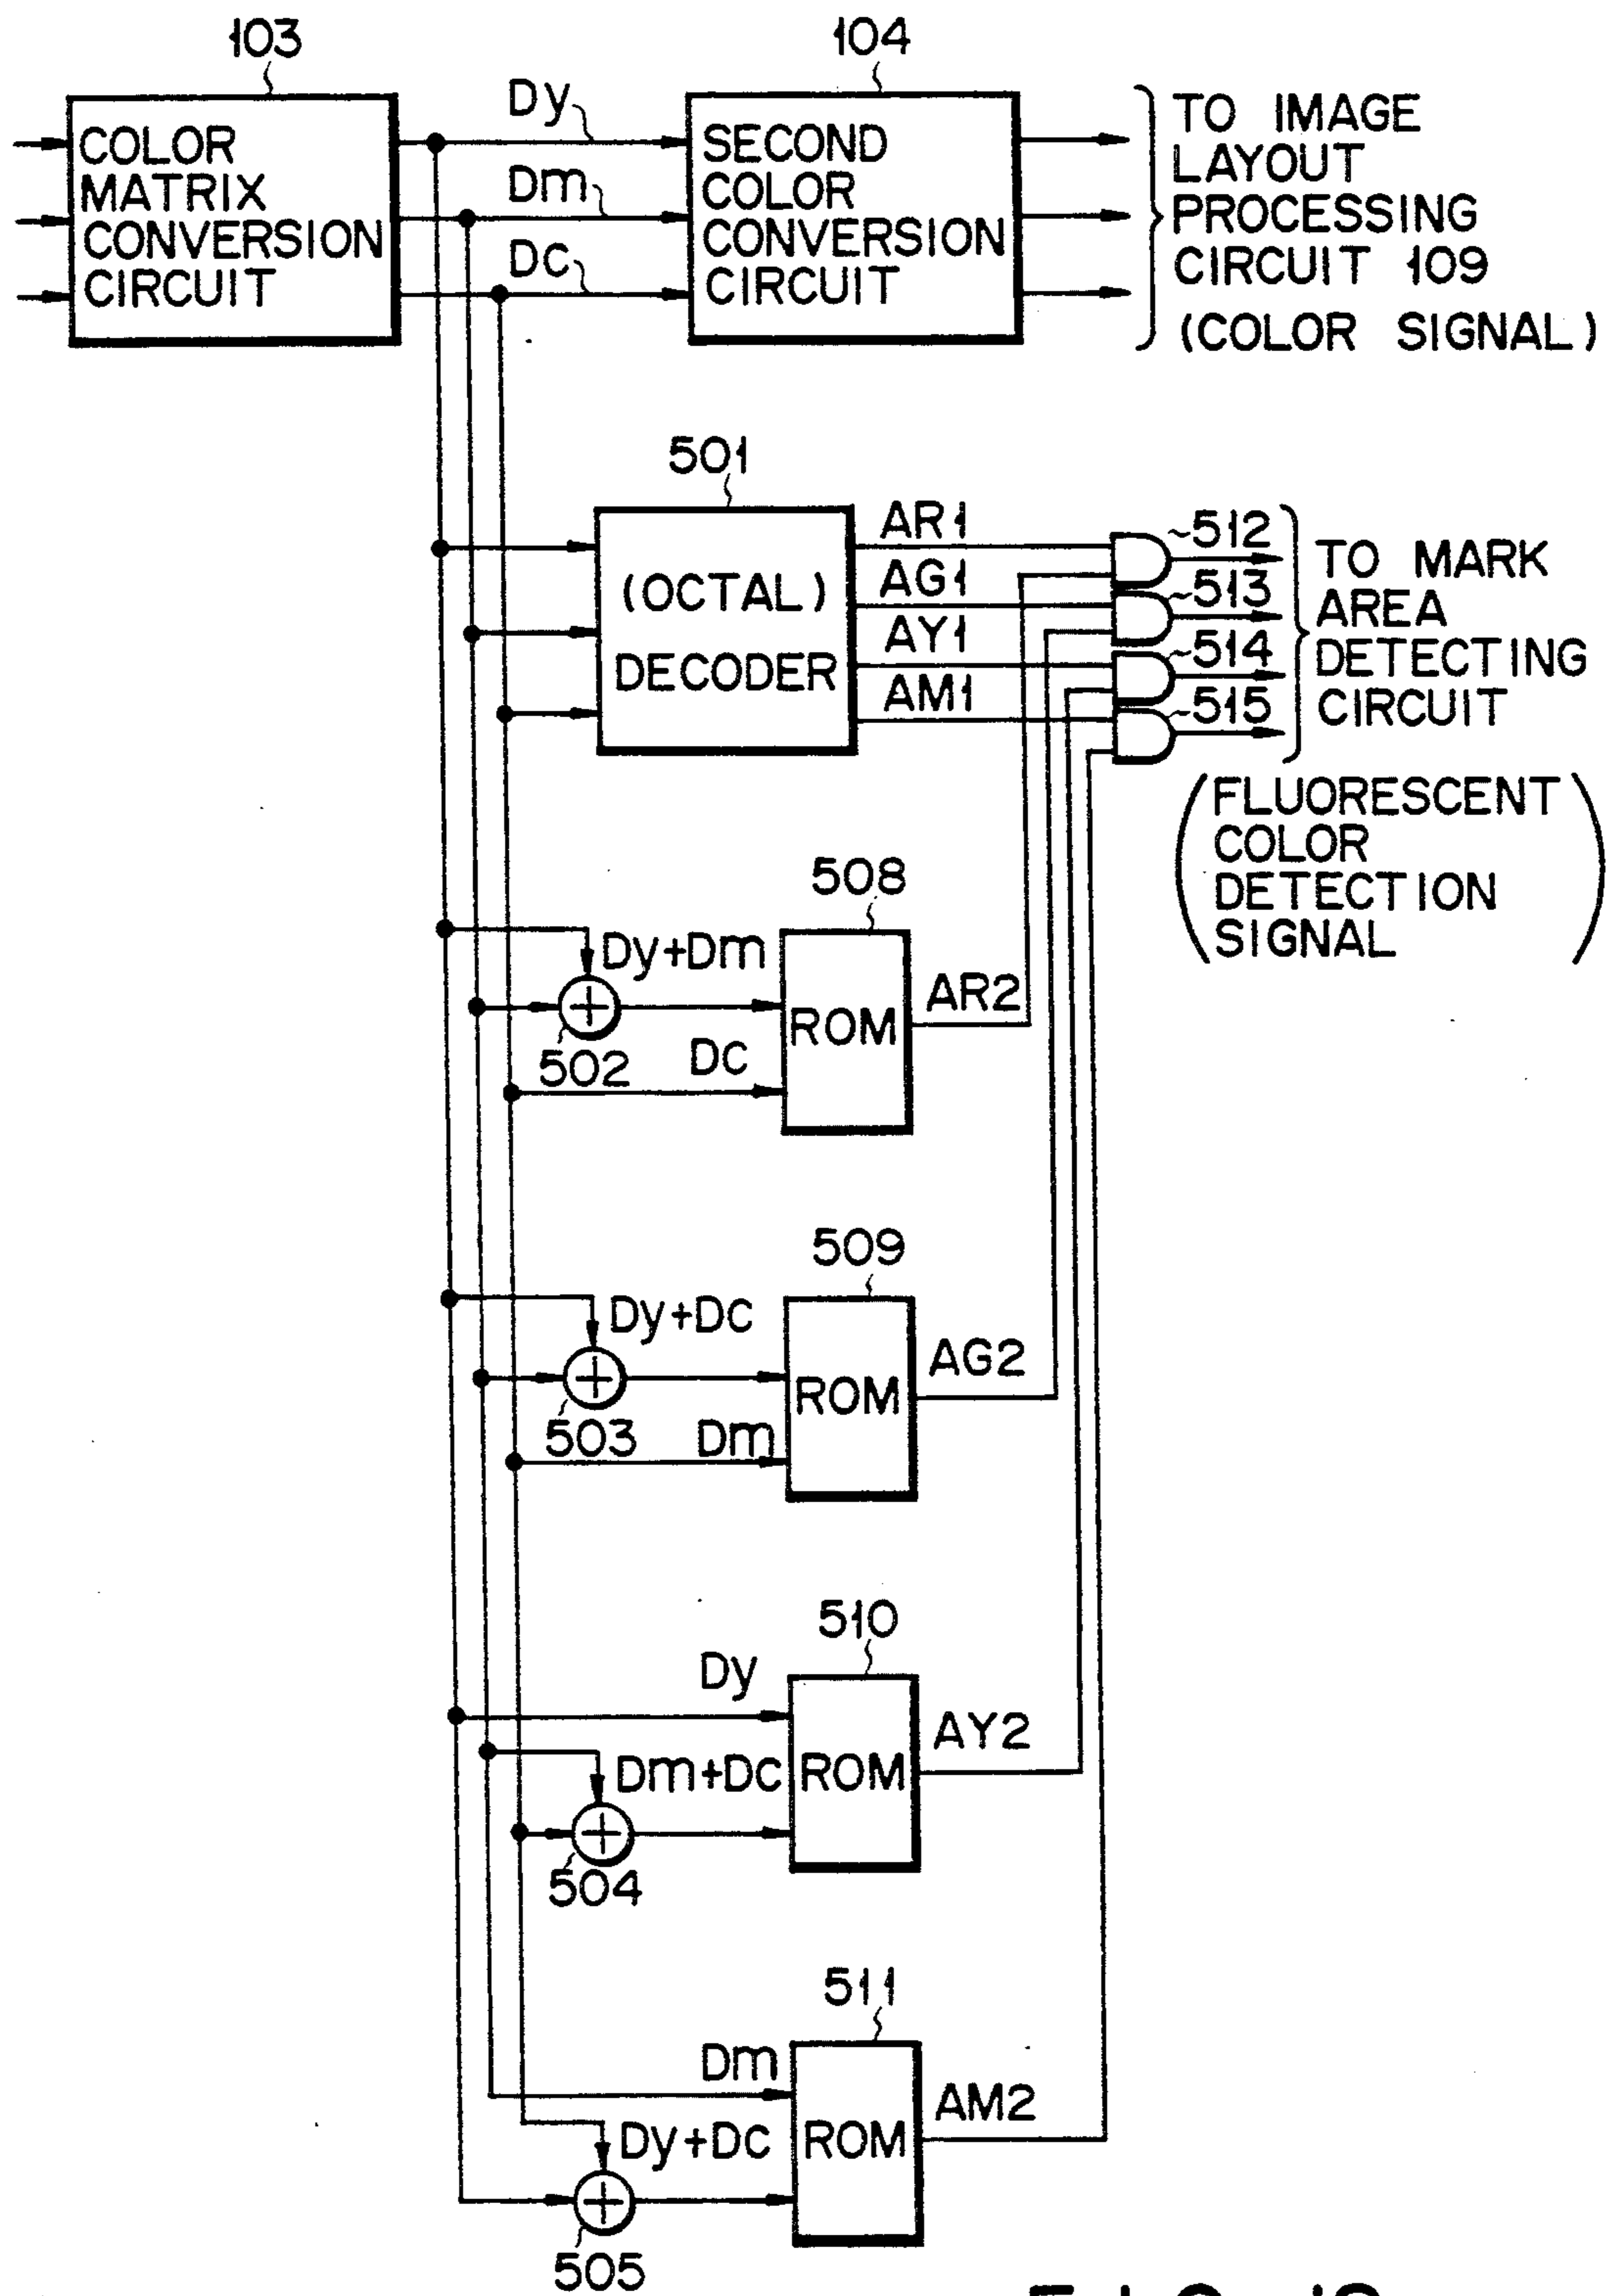 103
104
COLOR
MATRIX
CONVERSION
CIRCUIT
Dy
Dm
Dc
SECOND
COLOR
CONVERSION
CIRCUIT
TO IMAGE
LAYOUT
PROCESSING
CIRCUIT 109
(COLOR SIGNAL)
501
(OCTAL)
DECODER
AR1
AG1
AY1
AM1
512
513
514
515
TO MARK
AREA
DETECTING
CIRCUIT
(FLUORESCENT
COLOR
DETECTION
SIGNAL)
508
Dy+Dm
502
Dc
ROM
AR2
509
Dy+Dc
503
Dm
ROM
AG2
510
Dy
Dm+Dc
504
ROM
AY2
511
Dm
Dy+Dc
505
ROM
AM2